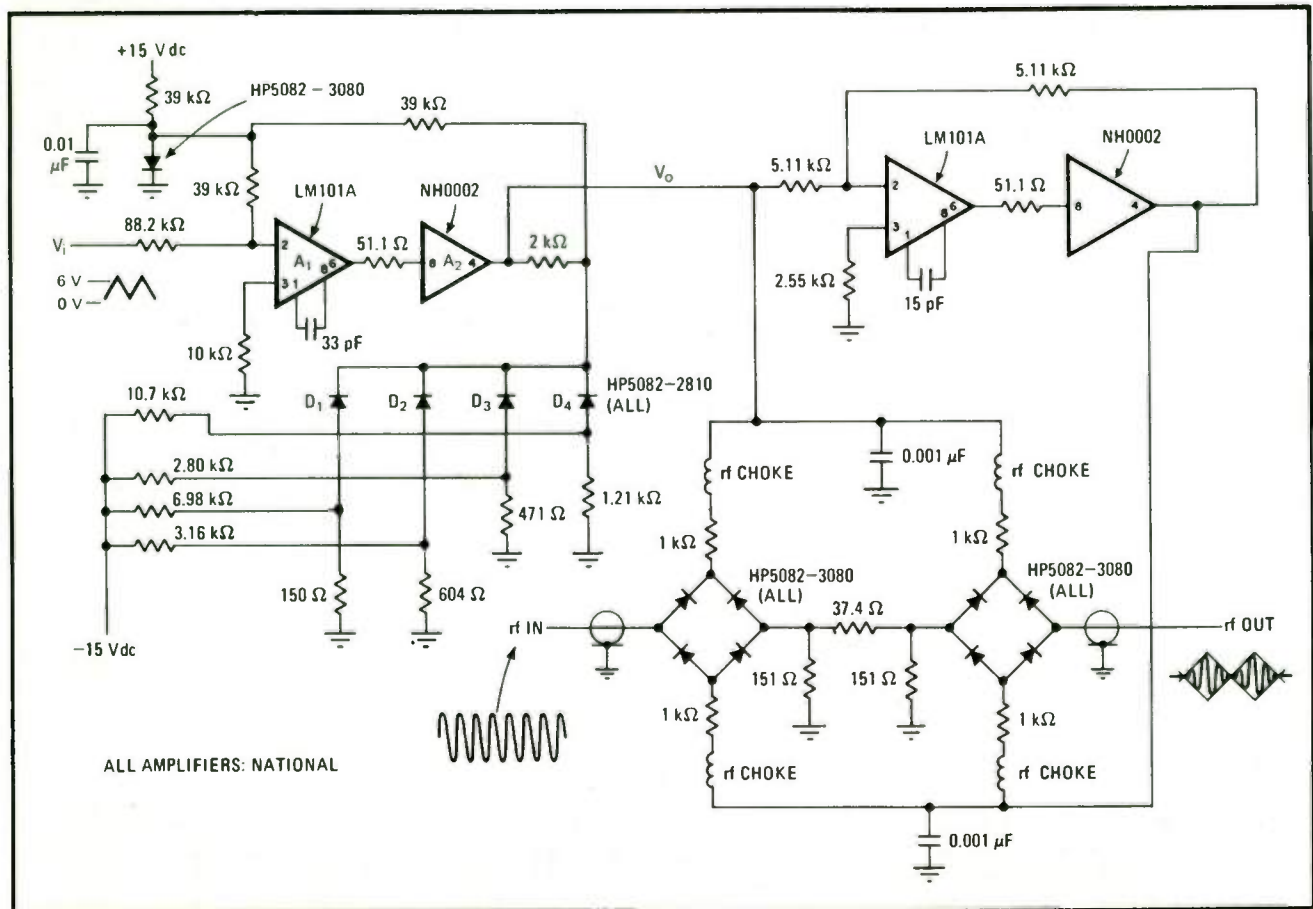 +15 Vdc
39 kΩ
HP5082 – 3080
0.01
µF
39 kΩ
39 kΩ
88.2 kΩ
Vi
6 V
0 V
LM101A
2
A1
3
1
8
6
51.1 Ω
NH0002
8
A2
4
2 kΩ
33 pF
10 kΩ
Vo
5.11 kΩ
5.11 kΩ
LM101A
2
3
1
8
6
51.1 Ω
NH0002
8
4
2.55 kΩ
15 pF
10.7 kΩ
D1
D2
D3
D4
HP5082–2810
(ALL)
2.80 kΩ
6.98 kΩ
3.16 kΩ
471 Ω
1.21 kΩ
150 Ω
604 Ω
–15 Vdc
rf CHOKE
0.001 µF
rf CHOKE
1 kΩ
1 kΩ
HP5082–3080
(ALL)
HP5082–3080
(ALL)
37.4 Ω
rf IN
rf OUT
151 Ω
151 Ω
1 kΩ
1 kΩ
rf CHOKE
rf CHOKE
0.001 µF
ALL AMPLIFIERS: NATIONAL